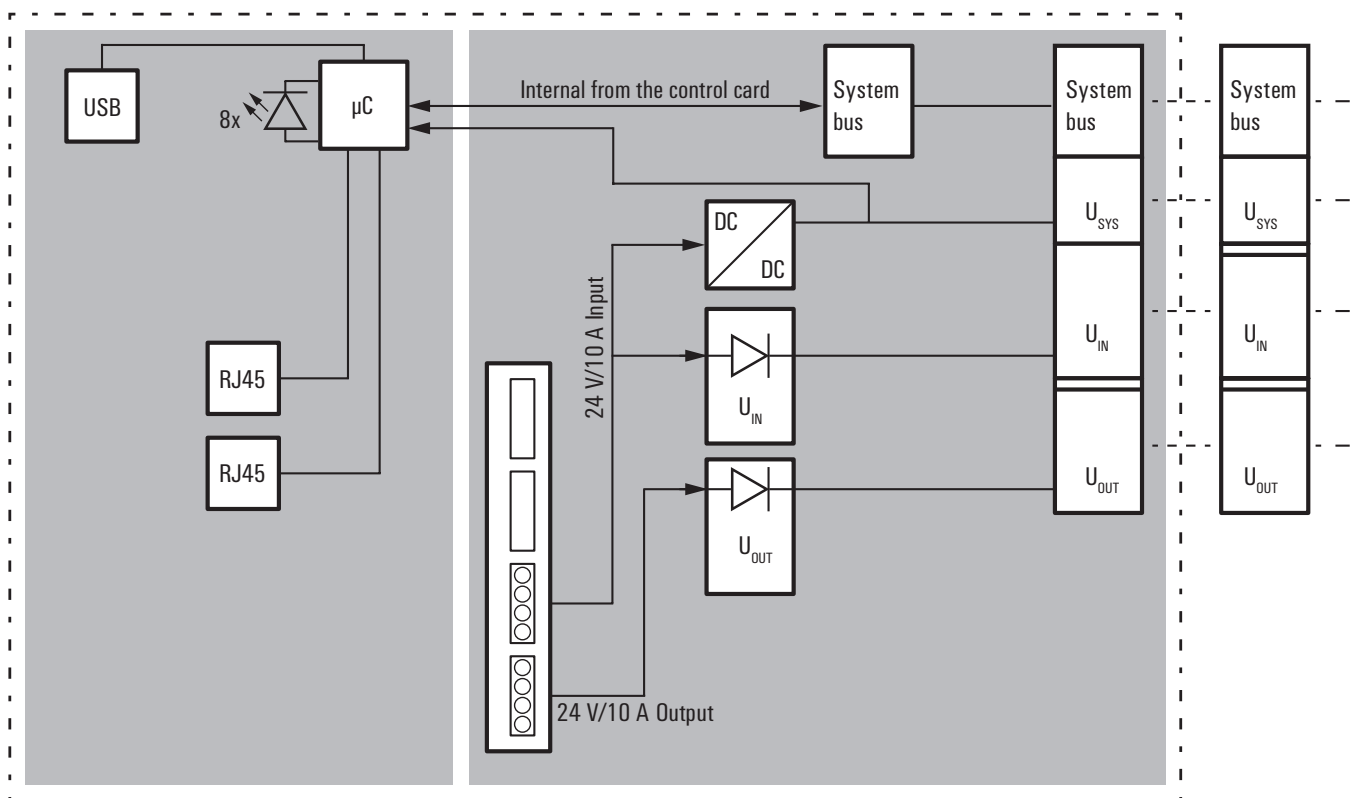 USB
8x
µC
Internal from the control card
System
bus
System
bus
System
bus
DC
DC
U_SYS
U_SYS
24 V/10 A Input
U_IN
U_IN
U_IN
RJ45
RJ45
U_OUT
U_OUT
U_OUT
24 V/10 A Output